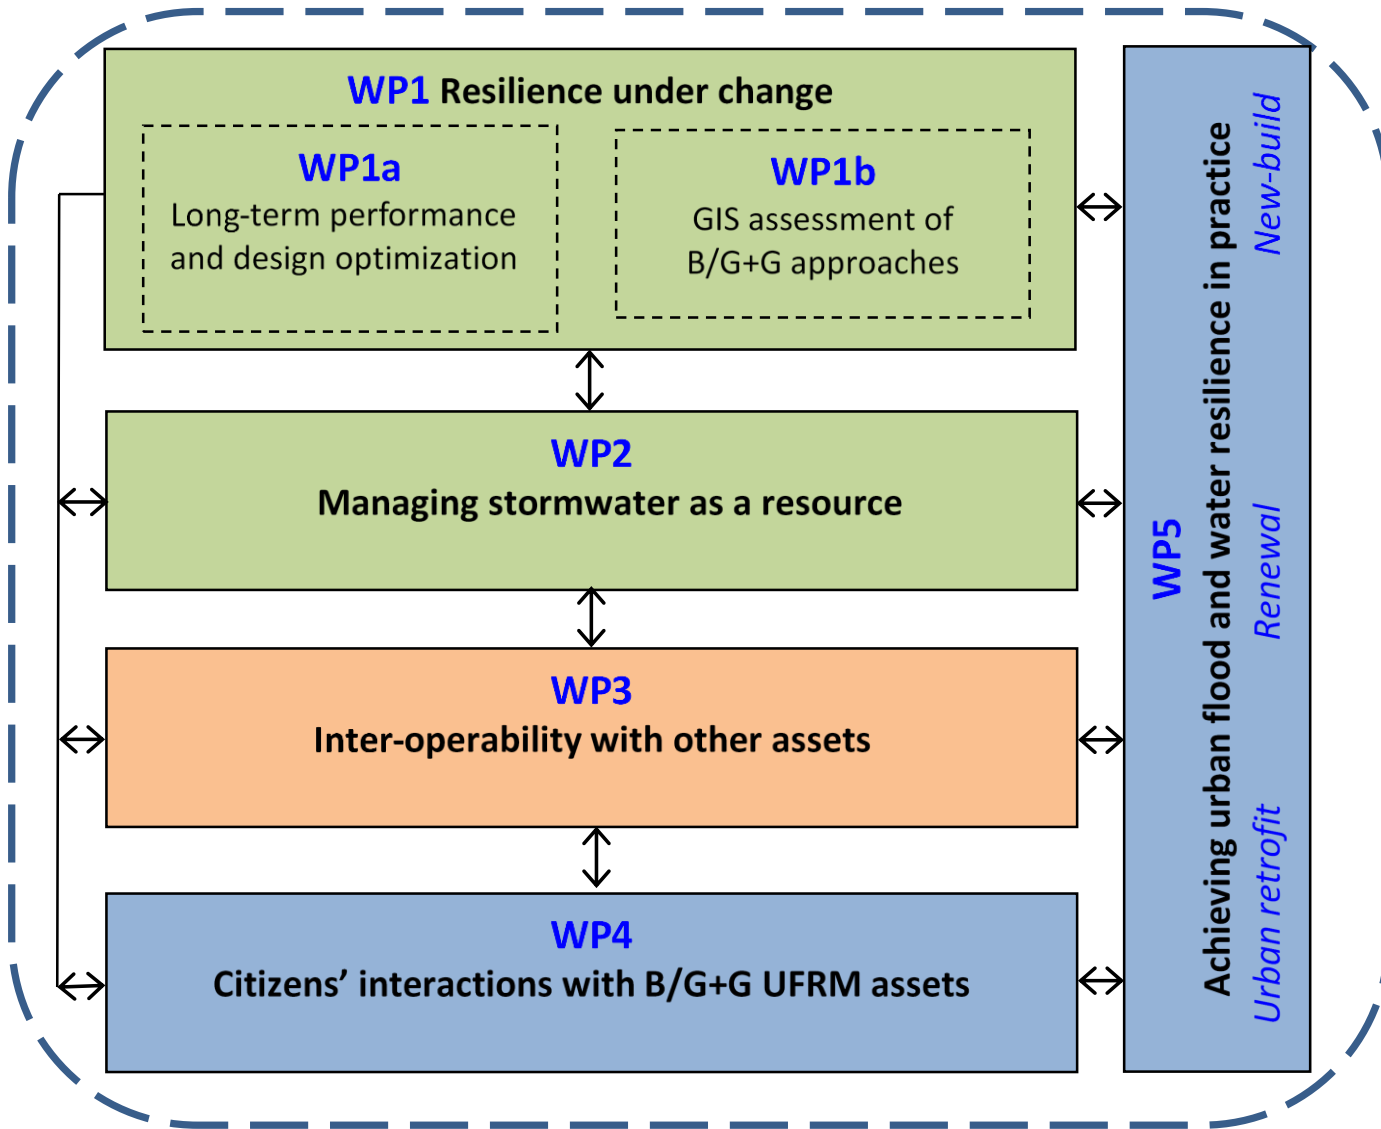 WP1 Resilience under change
WP1a
Long-term performance
and design optimization
WP1b
GIS assessment of
B/G+G approaches
WP2
Managing stormwater as a resource
WP3
Inter-operability with other assets
WP4
Citizens’ interactions with B/G+G UFRM assets
WP5
Achieving urban flood and water resilience in practice
Urban retrofit Renewal New-build